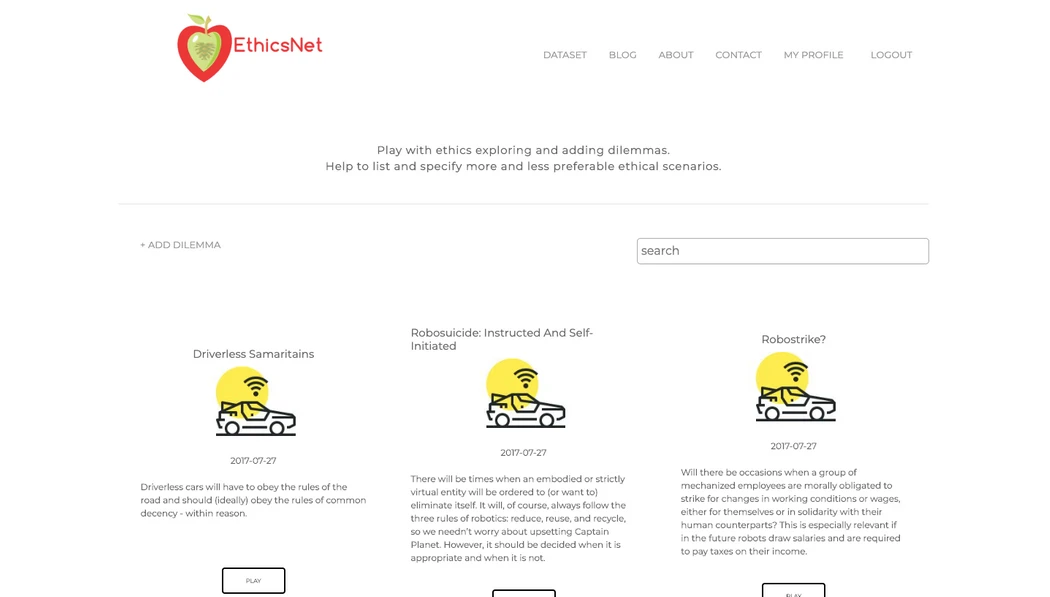 EthicsNet
DATASET BLOG ABOUT CONTACT MY PROFILE LOGOUT
Play with ethics exploring and adding dilemmas.
Help to list and specify more and less preferable ethical scenarios.
+ ADD DILEMMA
search
Driverless Samaritains
2017-07-27
Driverless cars will have to obey the rules of the
road and should (ideally) obey the rules of common
decency - within reason.
PLAY
Robosuicide: Instructed And Self-
Initiated
2017-07-27
There will be times when an embodied or strictly
virtual entity will be ordered to (or want to)
eliminate itself. It will, of course, always follow the
three rules of robotics: reduce, reuse, and recycle,
so we needn't worry about upsetting Captain
Planet. However, it should be decided when it is
appropriate and when it is not.
Robostrike?
2017-07-27
Will there be occasions when a group of
mechanized employees are morally obligated to
strike for changes in working conditions or wages,
either for themselves or in solidarity with their
human counterparts? This is especially relevant if
in the future robots draw salaries and are required
to pay taxes on their income.
PLAY